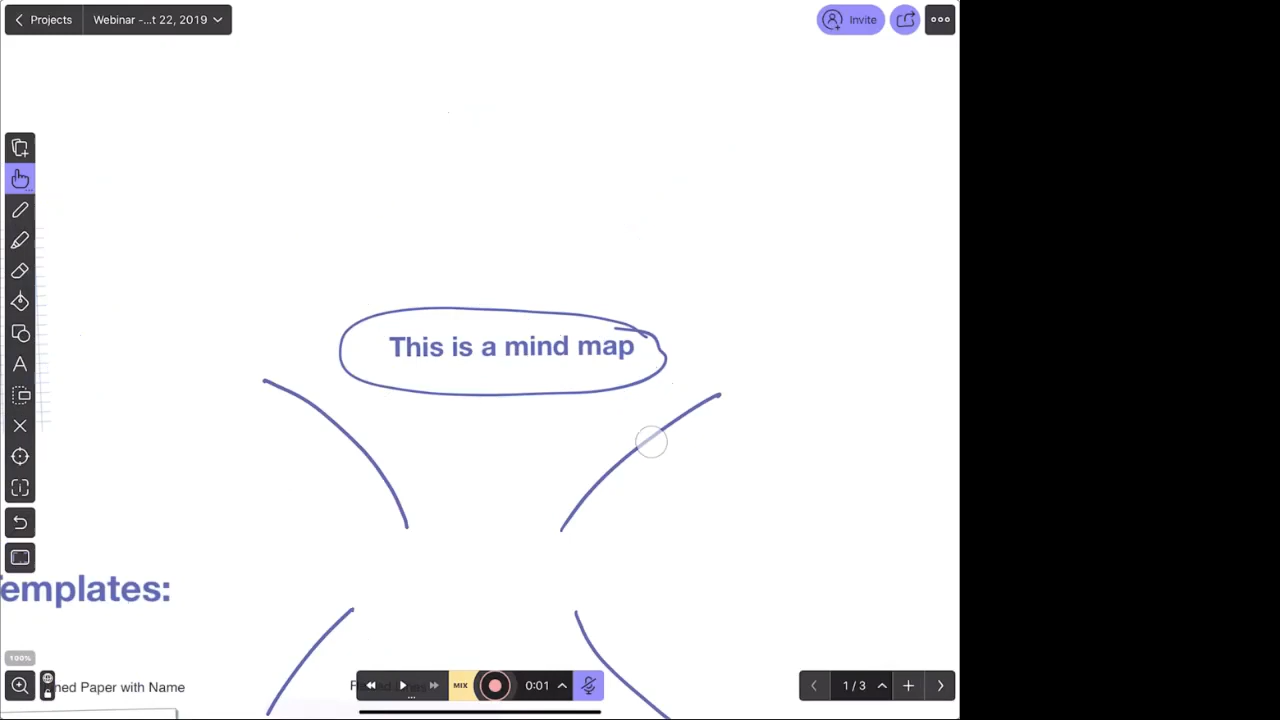 Projects
Webinar -...t 22, 2019
Invite
This is a mind map
emplates:
100%
ned Paper with Name
MIX
0:01
1 / 3